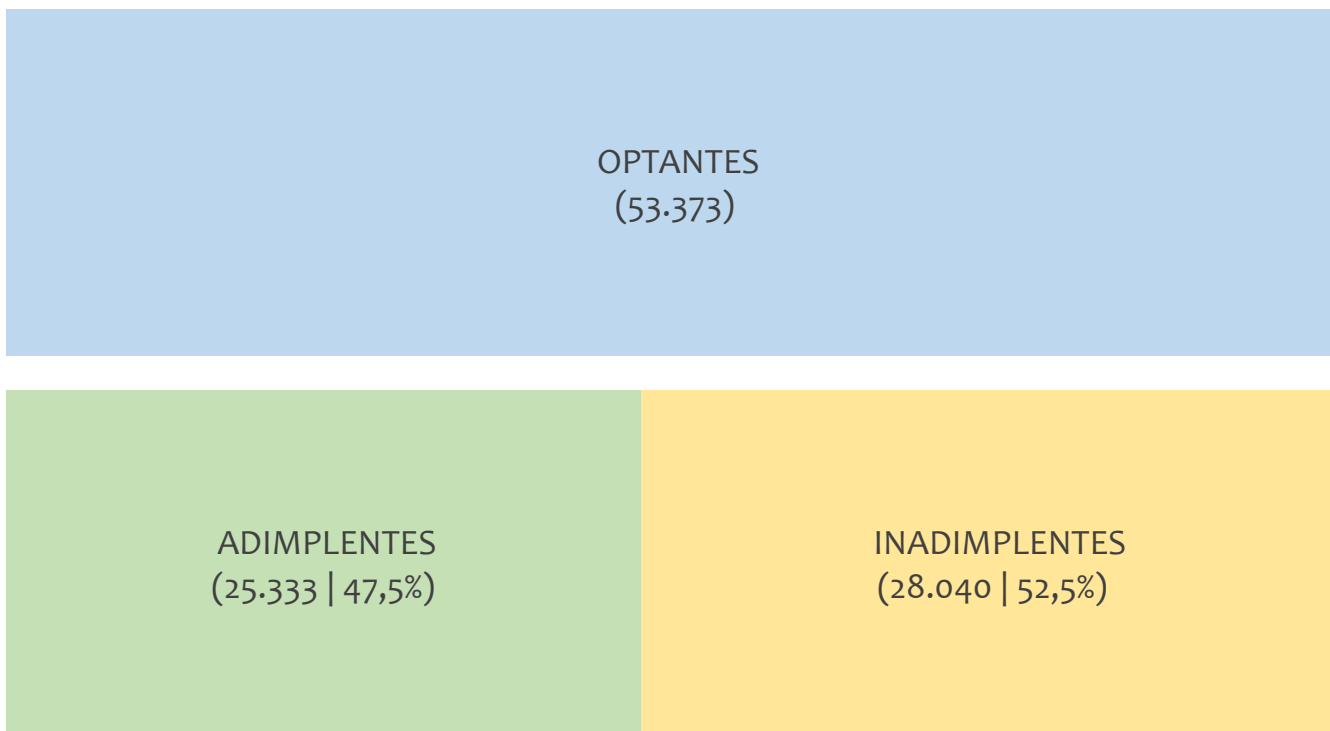 OPTANTES
(53.373)
ADIMPLENTES
(25.333 | 47,5%)
INADIMPLENTES
(28.040 | 52,5%)